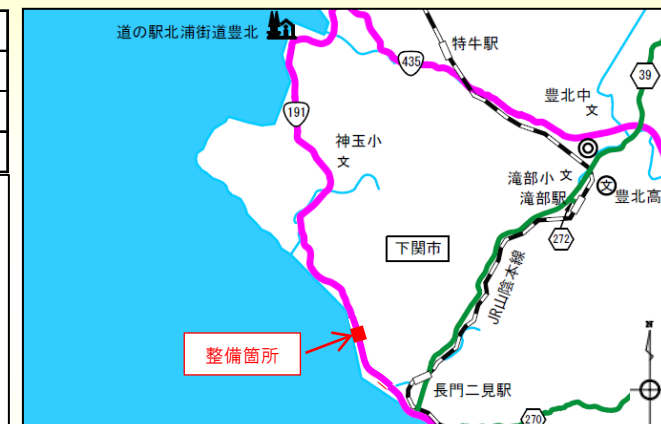 道の駅北浦街道豊北
特牛駅
435
39
191
豊北中
文
神玉小
文
滝部小
文
文
滝部駅
豊北高
272
下関市
JR山陰本線
整備箇所
長門二見駅
N
270